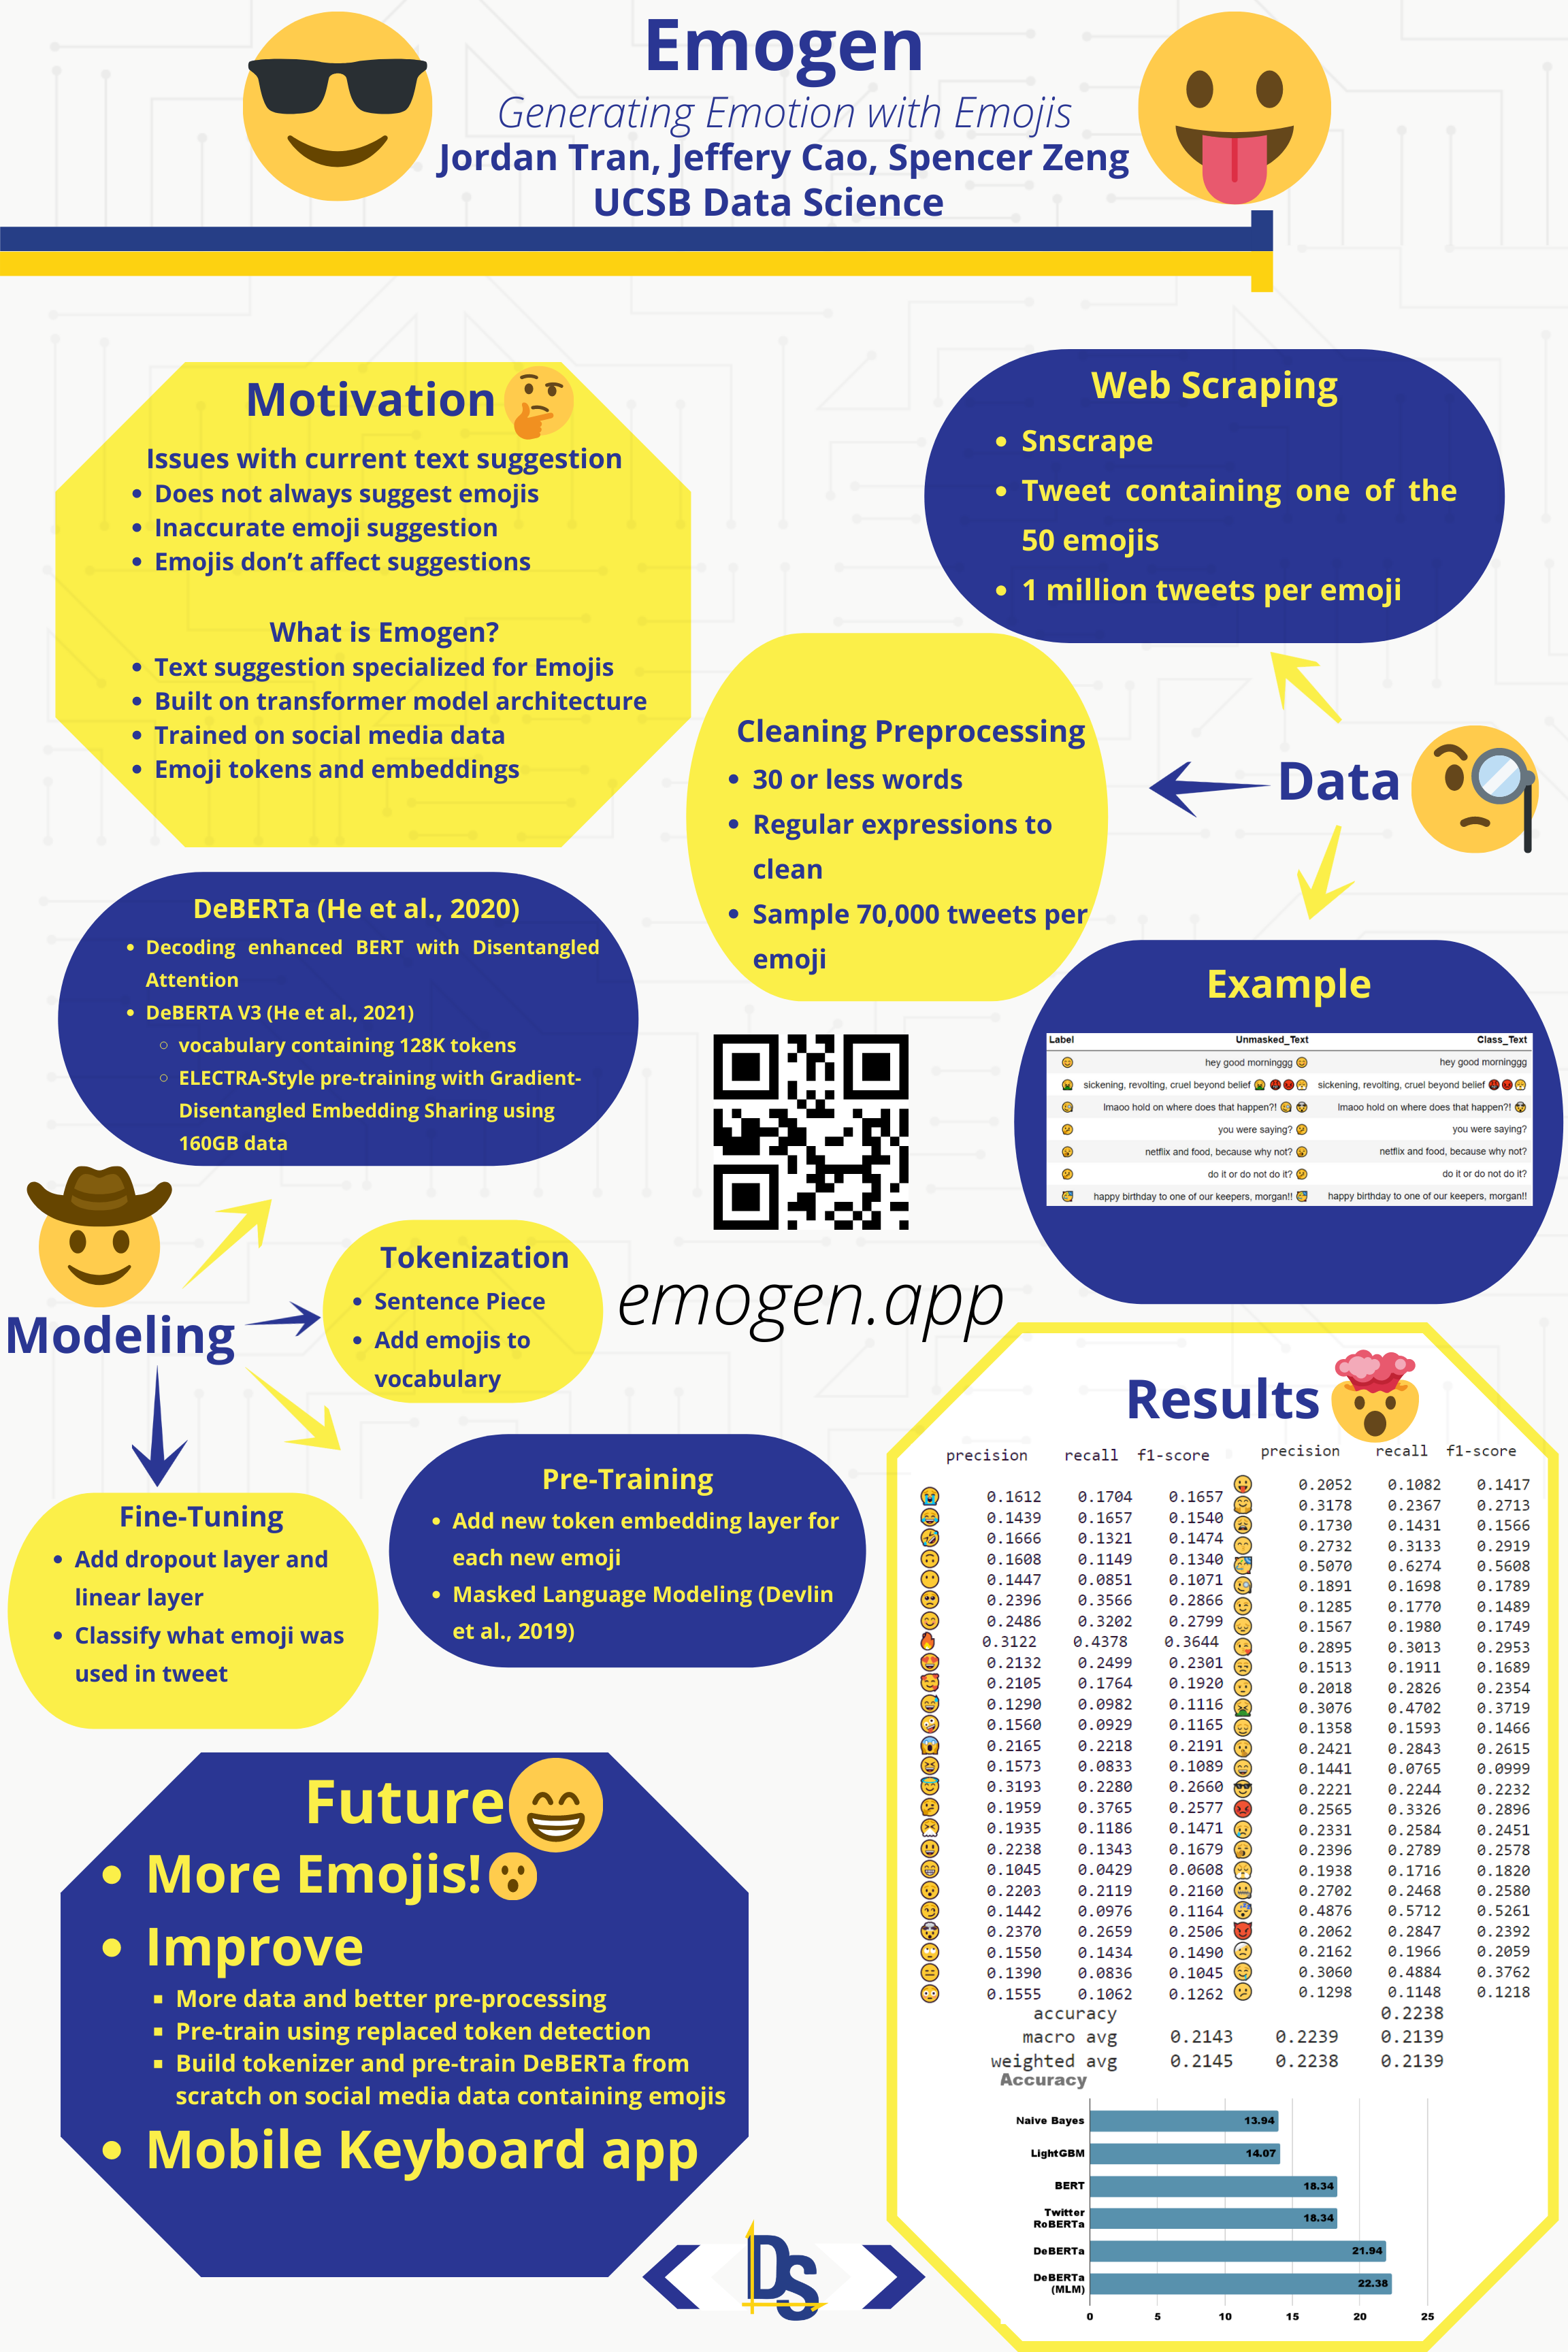 Emogen
Generating Emotion with Emojis
Jordan Tran, Jeffery Cao, Spencer Zeng
UCSB Data Science
Motivation
Issues with current text suggestion
• Does not always suggest emojis
• Inaccurate emoji suggestion
• Emojis don’t affect suggestions
What is Emogen?
• Text suggestion specialized for Emojis
• Built on transformer model architecture
• Trained on social media data
• Emoji tokens and embeddings
Web Scraping
• Snscrape
• Tweet containing one of the
50 emojis
• 1 million tweets per emoji
Cleaning Preprocessing
• 30 or less words
• Regular expressions to
clean
• Sample 70,000 tweets per
emoji
Data
Example
Label Unmasked_Text Class_Text
hey good morninggg hey good morninggg
sickening, revolting, cruel beyond belief sickening, revolting, cruel beyond belief
lmaoo hold on where does that happen?! lmaoo hold on where does that happen?!
you were saying? you were saying?
netflix and food, because why not? netflix and food, because why not?
do it or do not do it? do it or do not do it?
happy birthday to one of our keepers, morgan!! happy birthday to one of our keepers, morgan!!
DeBERTa (He et al., 2020)
• Decoding enhanced BERT with Disentangled
Attention
• DeBERTA V3 (He et al., 2021)
◦ vocabulary containing 128K tokens
◦ ELECTRA-Style pre-training with Gradient-
Disentangled Embedding Sharing using
160GB data
emogen.app
Modeling
Tokenization
• Sentence Piece
• Add emojis to
vocabulary
Pre-Training
• Add new token embedding layer for
each new emoji
• Masked Language Modeling (Devlin
et al., 2019)
Fine-Tuning
• Add dropout layer and
linear layer
• Classify what emoji was
used in tweet
Future
• More Emojis!
• Improve
▪ More data and better pre-processing
▪ Pre-train using replaced token detection
▪ Build tokenizer and pre-train DeBERTa from
scratch on social media data containing emojis
• Mobile Keyboard app
DS
Results
precision recall f1-score
0.1612 0.1704 0.1657
0.1439 0.1657 0.1540
0.1666 0.1321 0.1474
0.1608 0.1149 0.1340
0.1447 0.0851 0.1071
0.2396 0.3566 0.2866
0.2486 0.3202 0.2799
0.3122 0.4378 0.3644
0.2132 0.2499 0.2301
0.2105 0.1764 0.1920
0.1290 0.0982 0.1116
0.1560 0.0929 0.1165
0.2165 0.2218 0.2191
0.1573 0.0833 0.1089
0.3193 0.2280 0.2660
0.1959 0.3765 0.2577
0.1935 0.1186 0.1471
0.2238 0.1343 0.1679
0.1045 0.0429 0.0608
0.2203 0.2119 0.2160
0.1442 0.0976 0.1164
0.2370 0.2659 0.2506
0.1550 0.1434 0.1490
0.1390 0.0836 0.1045
0.1555 0.1062 0.1262
precision recall f1-score
0.2052 0.1082 0.1417
0.3178 0.2367 0.2713
0.1730 0.1431 0.1566
0.2732 0.3133 0.2919
0.5070 0.6274 0.5608
0.1891 0.1698 0.1789
0.1285 0.1770 0.1489
0.1567 0.1980 0.1749
0.2895 0.3013 0.2953
0.1513 0.1911 0.1689
0.2018 0.2826 0.2354
0.3076 0.4702 0.3719
0.1358 0.1593 0.1466
0.2421 0.2843 0.2615
0.1441 0.0765 0.0999
0.2221 0.2244 0.2232
0.2565 0.3326 0.2896
0.2331 0.2584 0.2451
0.2396 0.2789 0.2578
0.1938 0.1716 0.1820
0.2702 0.2468 0.2580
0.4876 0.5712 0.5261
0.2062 0.2847 0.2392
0.2162 0.1966 0.2059
0.3060 0.4884 0.3762
0.1298 0.1148 0.1218
accuracy 0.2238
macro avg 0.2143 0.2239 0.2139
weighted avg 0.2145 0.2238 0.2139
Accuracy
Naive Bayes 13.94
LightGBM 14.07
BERT 18.34
Twitter
RoBERTa 18.34
DeBERTa 21.94
DeBERTa
(MLM) 22.38
0 5 10 15 20 25